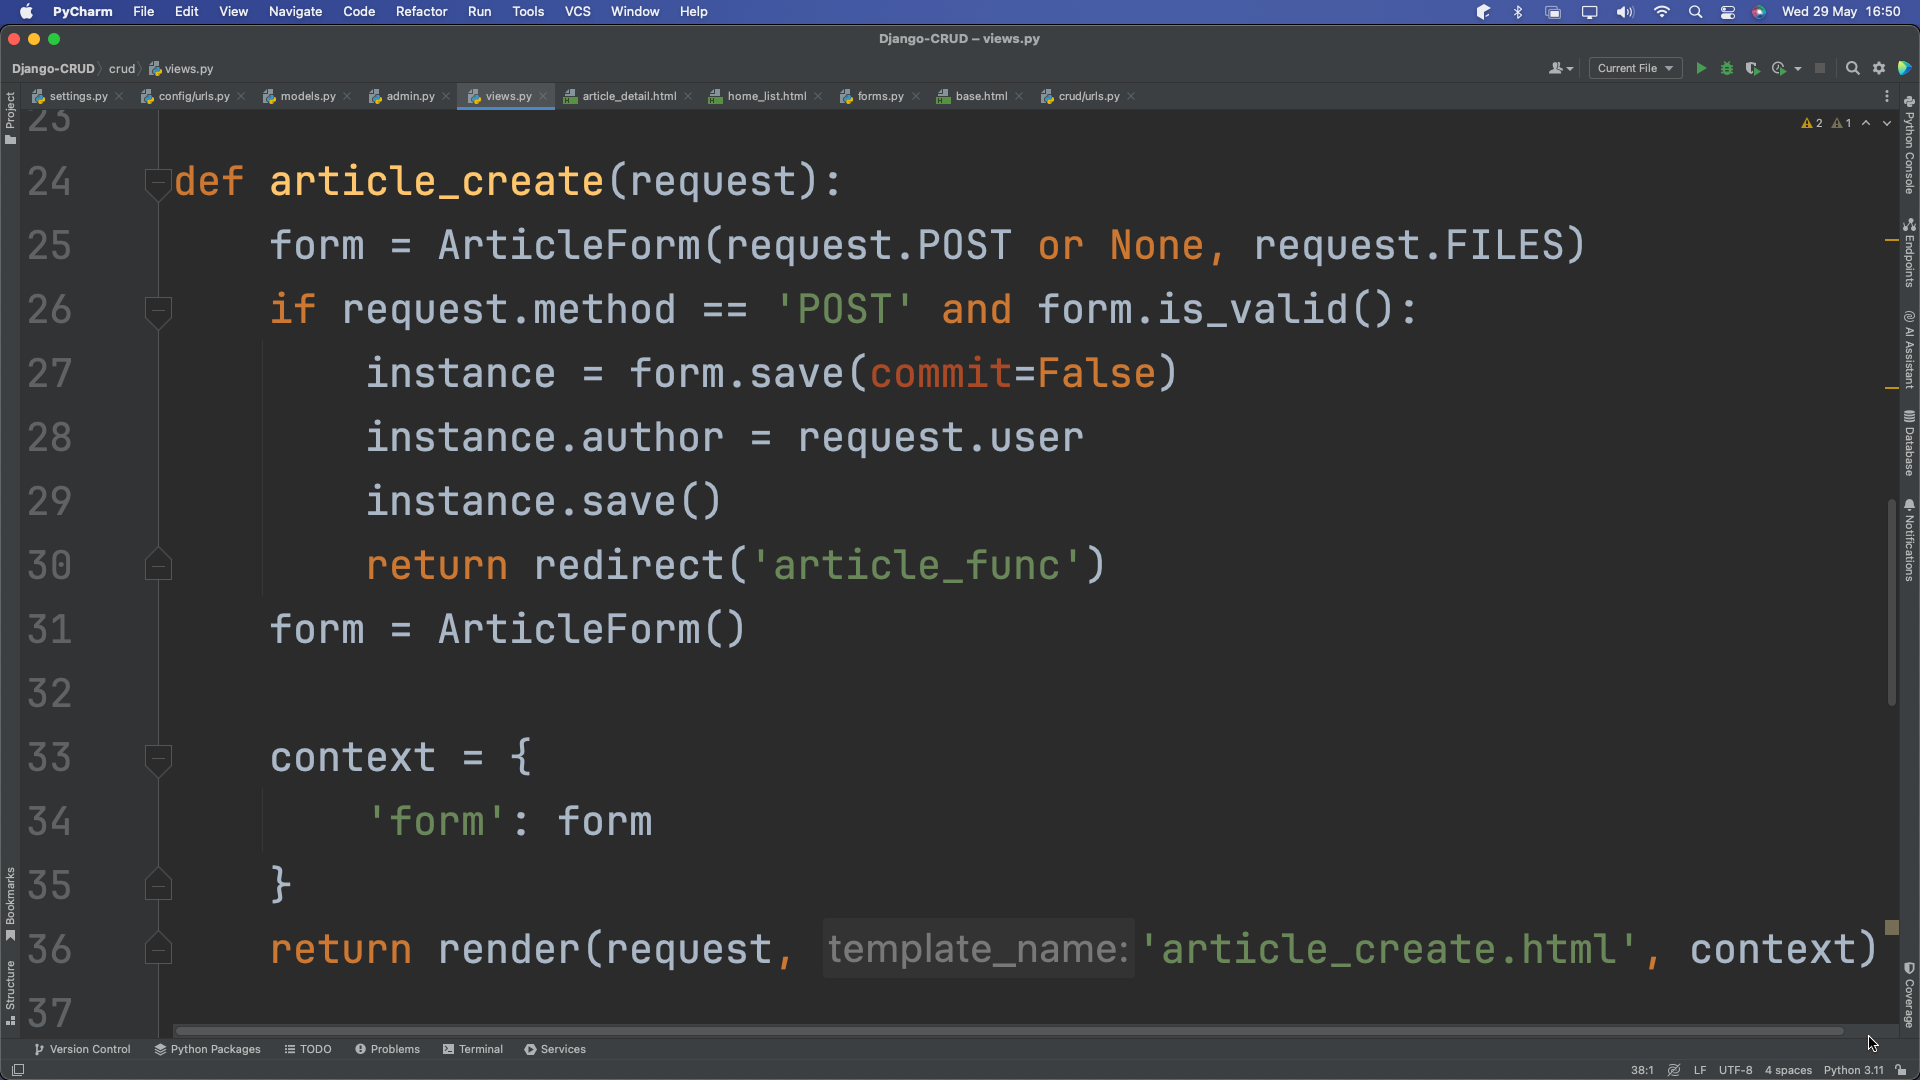 PyCharm File Edit View Navigate Code Refactor Run Tools VCS Window Help Wed 29 May 16:50
Django-CRUD – views.py
Django-CRUD crud views.py Current File
settings.py config/urls.py models.py admin.py views.py article_detail.html home_list.html forms.py base.html crud/urls.py
2 1
23
24 def article_create(request):
25 form = ArticleForm(request.POST or None, request.FILES)
26 if request.method == 'POST' and form.is_valid():
27 instance = form.save(commit=False)
28 instance.author = request.user
29 instance.save()
30 return redirect('article_func')
31 form = ArticleForm()
32
33 context = {
34 'form': form
35 }
36 return render(request, template_name: 'article_create.html', context)
37
Project
Bookmarks
Structure
Python Console
Endpoints
AI Assistant
Database
Notifications
Coverage
Version Control Python Packages TODO Problems Terminal Services
38:1 LF UTF-8 4 spaces Python 3.11